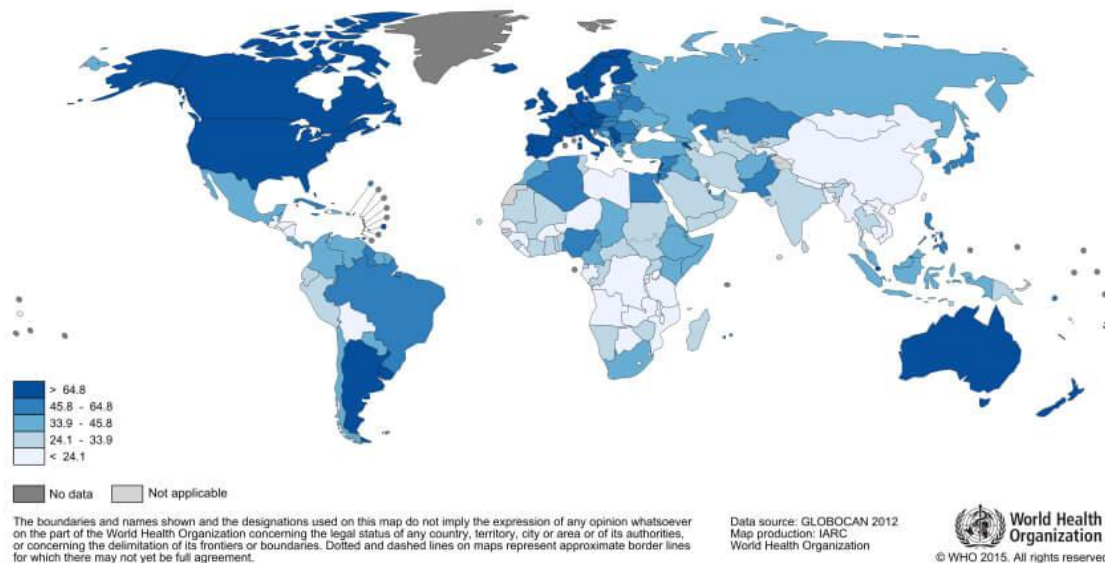 > 64.8
45.8 - 64.8
33.9 - 45.8
24.1 - 33.9
< 24.1
No data
Not applicable
The boundaries and names shown and the designations used on this map do not imply the expression of any opinion whatsoever
on the part of the World Health Organization concerning the legal status of any country, territory, city or area or of its authorities,
or concerning the delimitation of its frontiers or boundaries. Dotted and dashed lines on maps represent approximate border lines
for which there may not yet be full agreement.
Data source: GLOBOCAN 2012
Map production: IARC
World Health Organization
World Health
Organization
© WHO 2015. All rights reserved